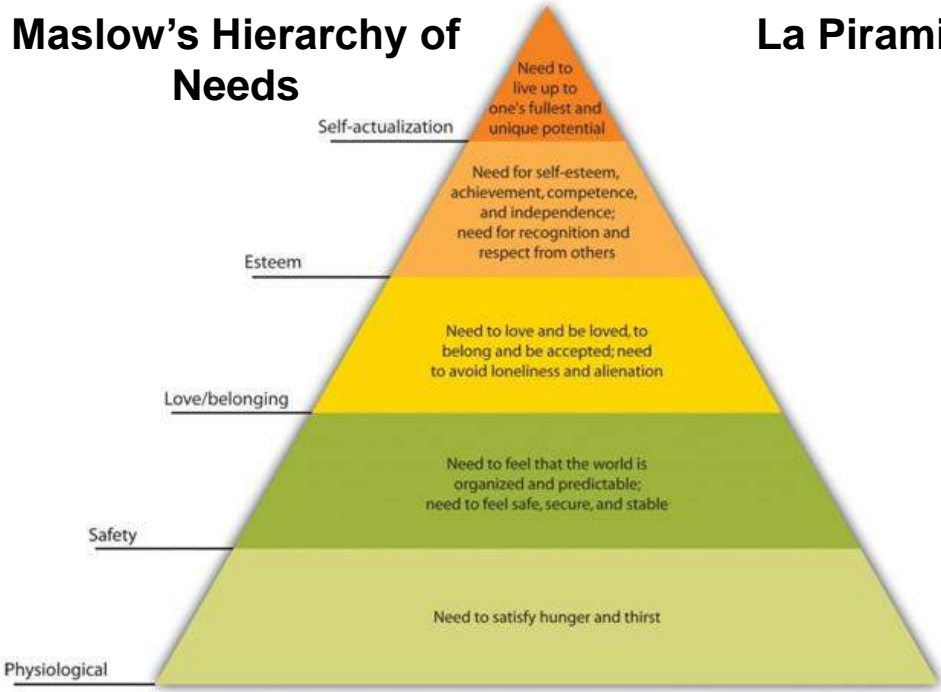 Maslow's Hierarchy of
Needs
La Pirami
Need to
live up to
one's fullest and
unique potential
Self-actualization
Need for self-esteem,
achievement, competence,
and independence;
need for recognition and
respect from others
Esteem
Need to love and be loved, to
belong and be accepted; need
to avoid loneliness and alienation
Love/belonging
Need to feel that the world is
organized and predictable;
need to feel safe, secure, and stable
Safety
Need to satisfy hunger and thirst
Physiological